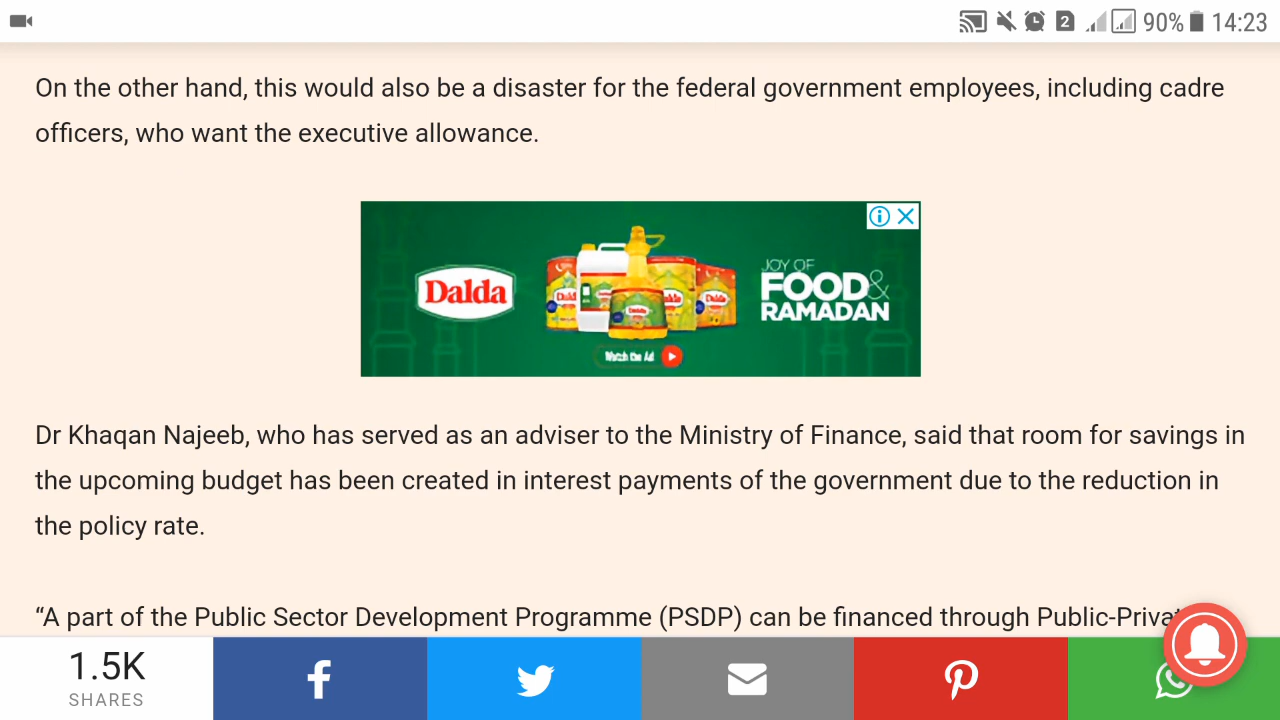 2 90% 14:23
On the other hand, this would also be a disaster for the federal government employees, including cadre
officers, who want the executive allowance.
Dalda
JOY OF
FOOD&
RAMADAN
Watch the Ad
Dr Khaqan Najeeb, who has served as an adviser to the Ministry of Finance, said that room for savings in
the upcoming budget has been created in interest payments of the government due to the reduction in
the policy rate.
“A part of the Public Sector Development Programme (PSDP) can be financed through Public-Priva
1.5K
SHARES